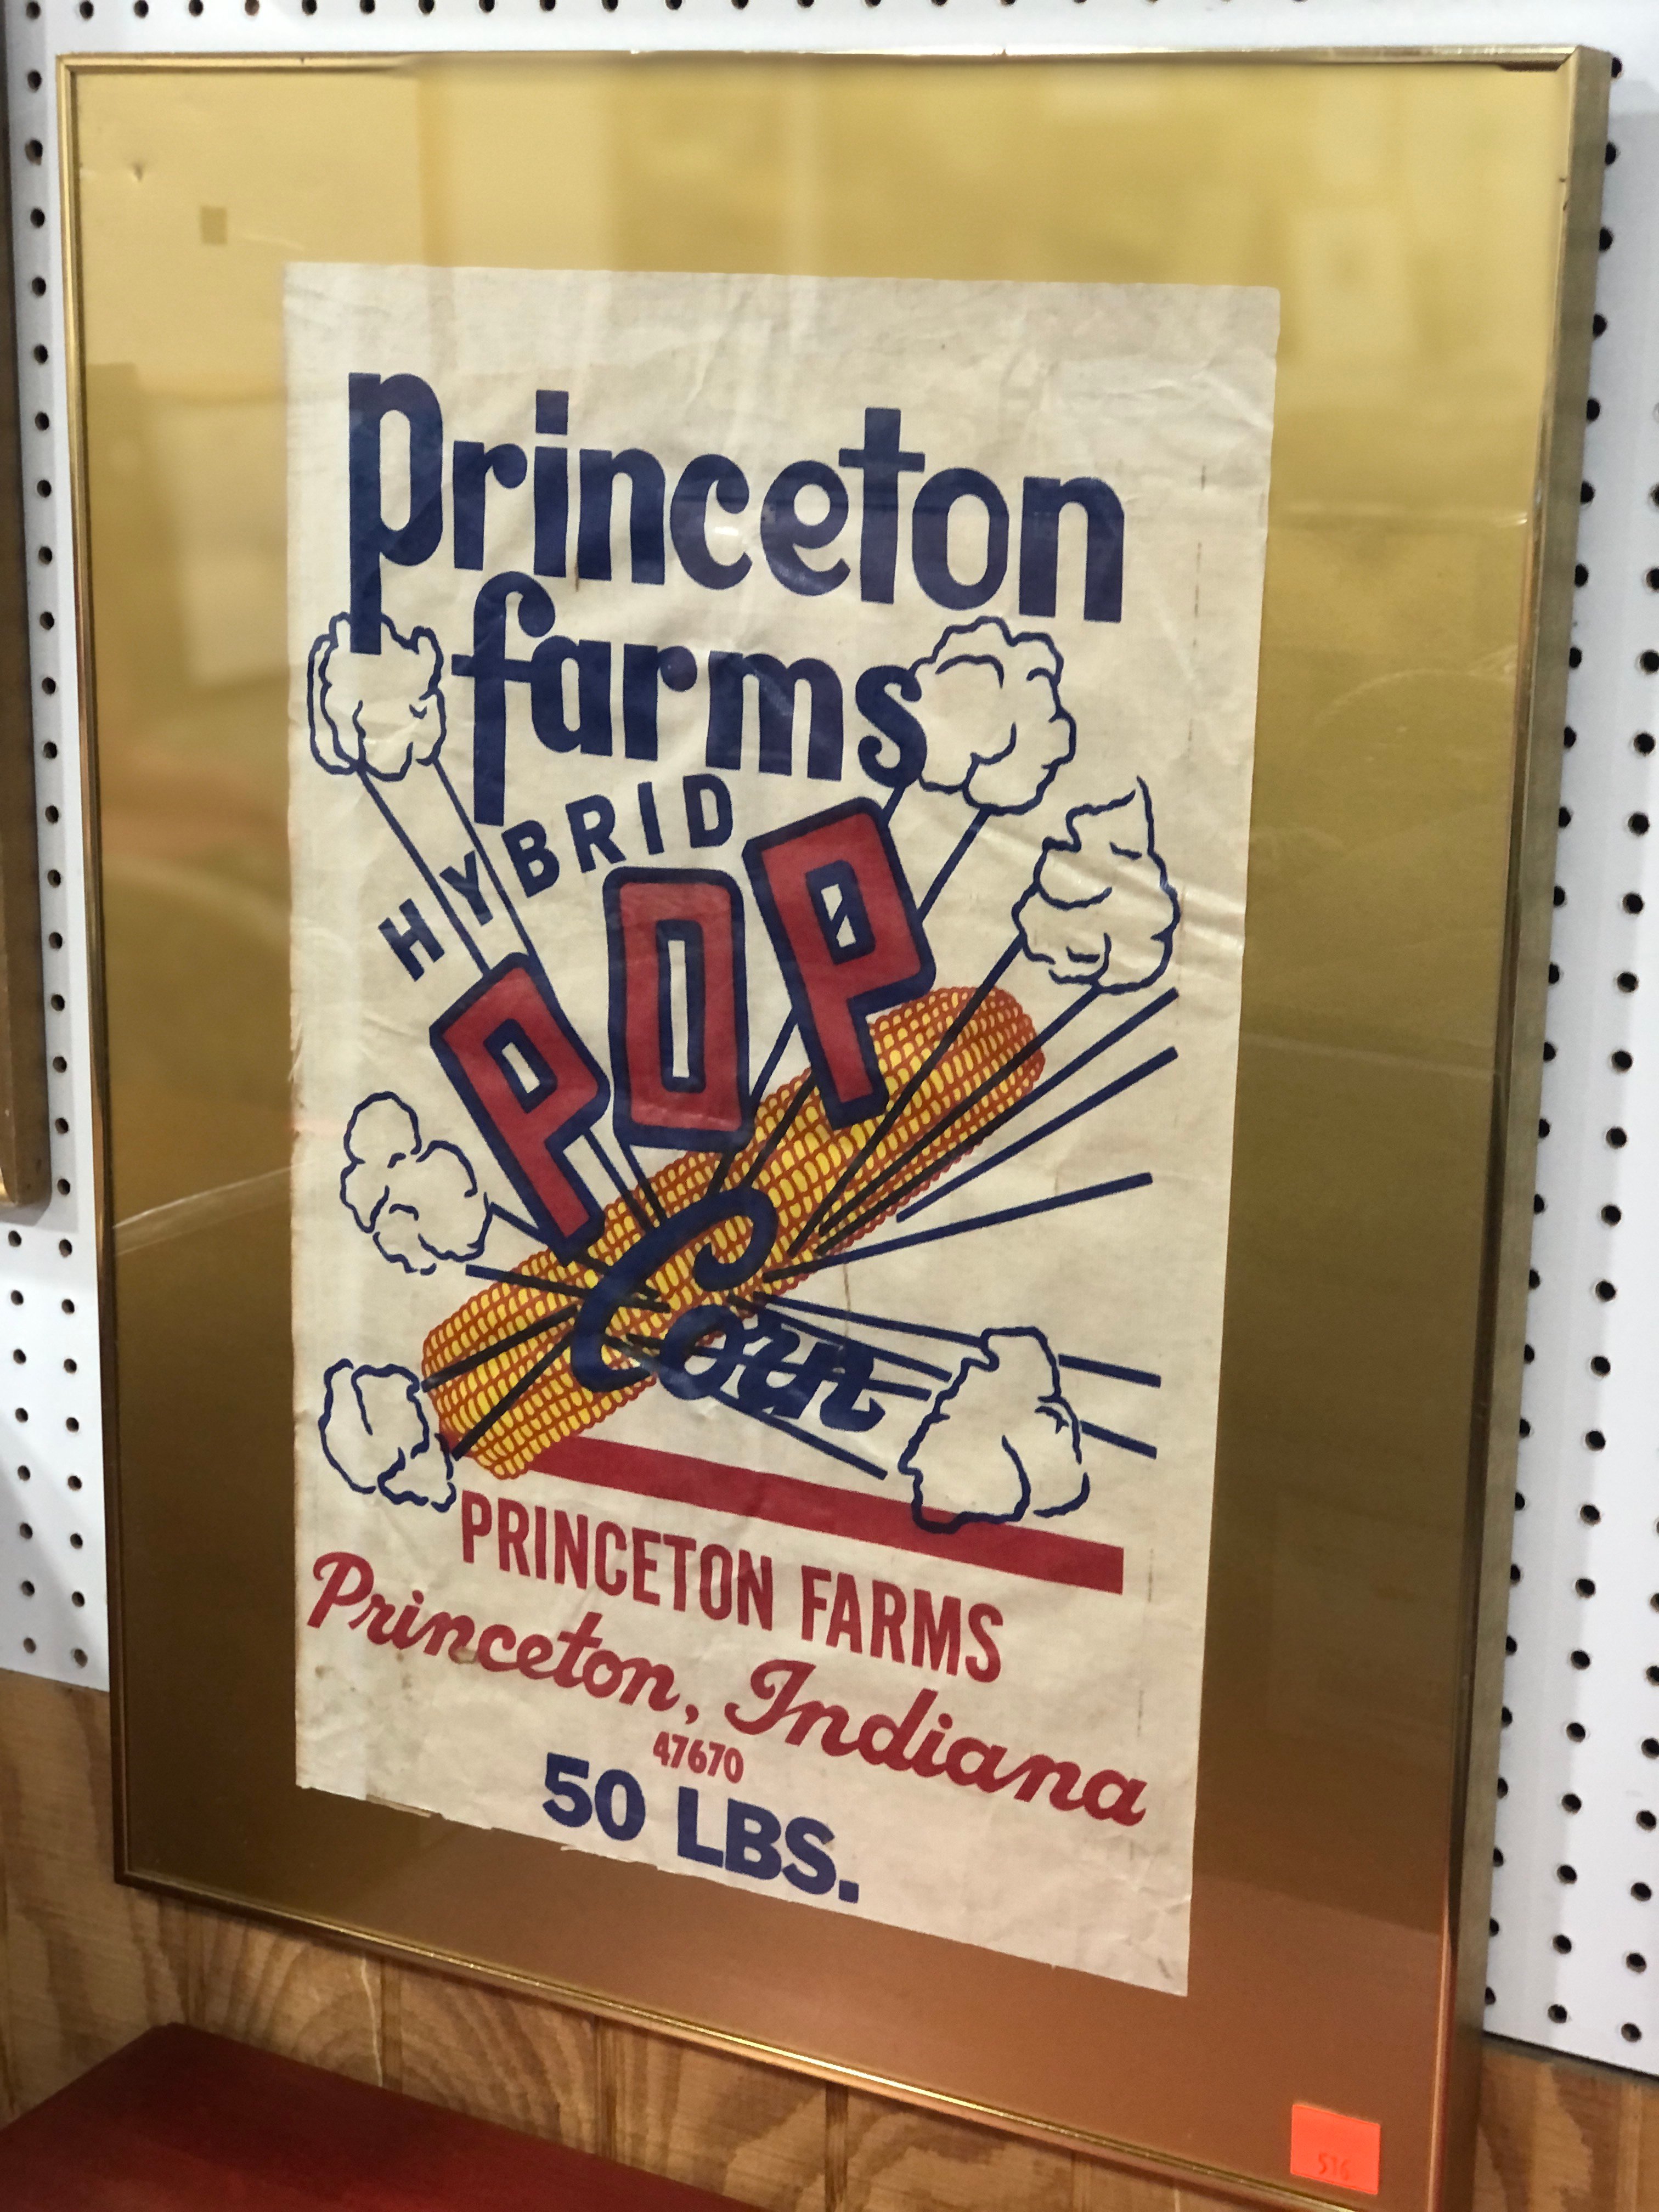 princeton
farms
HYBRID
POP
Corn
PRINCETON FARMS
Princeton, Indiana
47670
50 LBS.